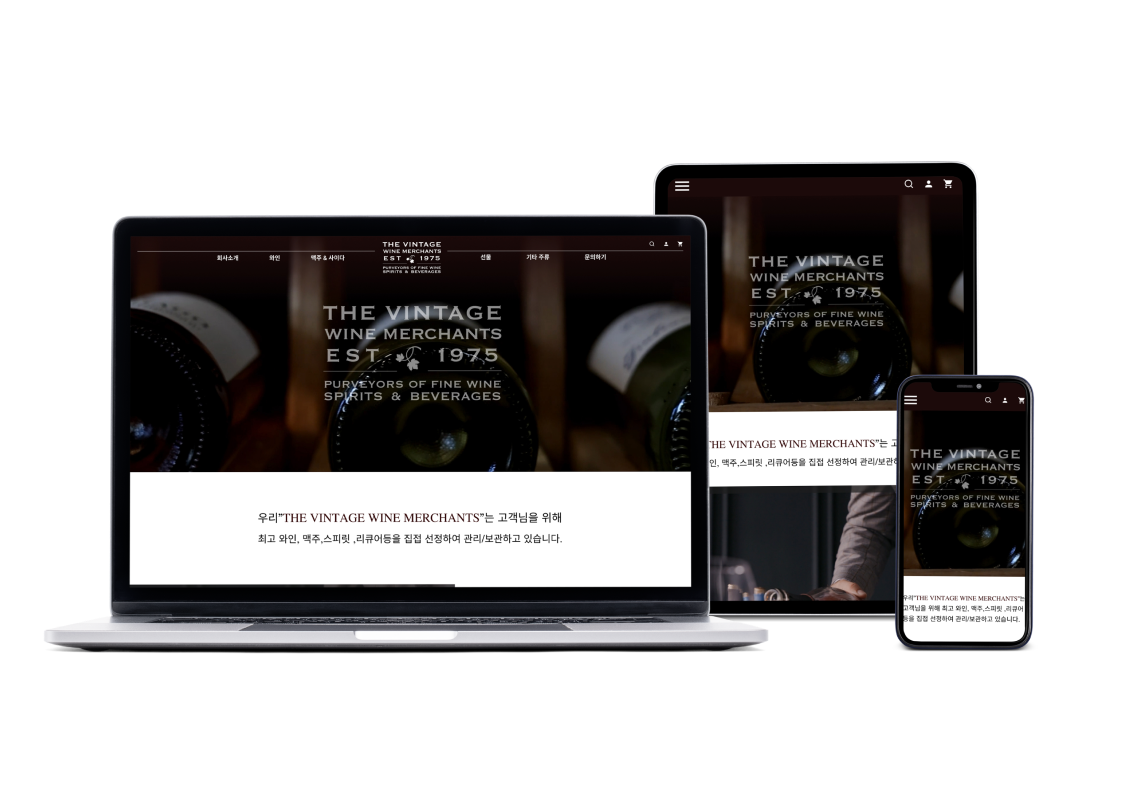 THE VINTAGE
WINE MERCHANTS
EST 1975
PURVEYORS OF FINE WINE
SPIRITS & BEVERAGES
회사소개 와인 맥주 & 사이다 선물 기타 주류 문의하기
THE VINTAGE
WINE MERCHANTS
EST 1975
PURVEYORS OF FINE WINE
SPIRITS & BEVERAGES
우리"THE VINTAGE WINE MERCHANTS"는 고객님을 위해
최고 와인, 맥주,스피릿 ,리큐어등을 집접 선정하여 관리/보관하고 있습니다.
THE VINTAGE
WINE MERCHANTS
EST 1975
PURVEYORS OF FINE WINE
SPIRITS & BEVERAGES
THE VINTAGE WINE MERCHANTS"는 고
인, 맥주,스피릿 ,리큐어등을 집접 선정하여 관리/보관하
THE VINTAGE
WINE MERCHANTS
EST 1975
PURVEYORS OF FINE WINE
SPIRITS & BEVERAGES
우리"THE VINTAGE WINE MERCHANTS"는
고객님을 위해 최고 와인, 맥주,스피릿 ,리큐어
등을 집접 선정하여 관리/보관하고 있습니다.